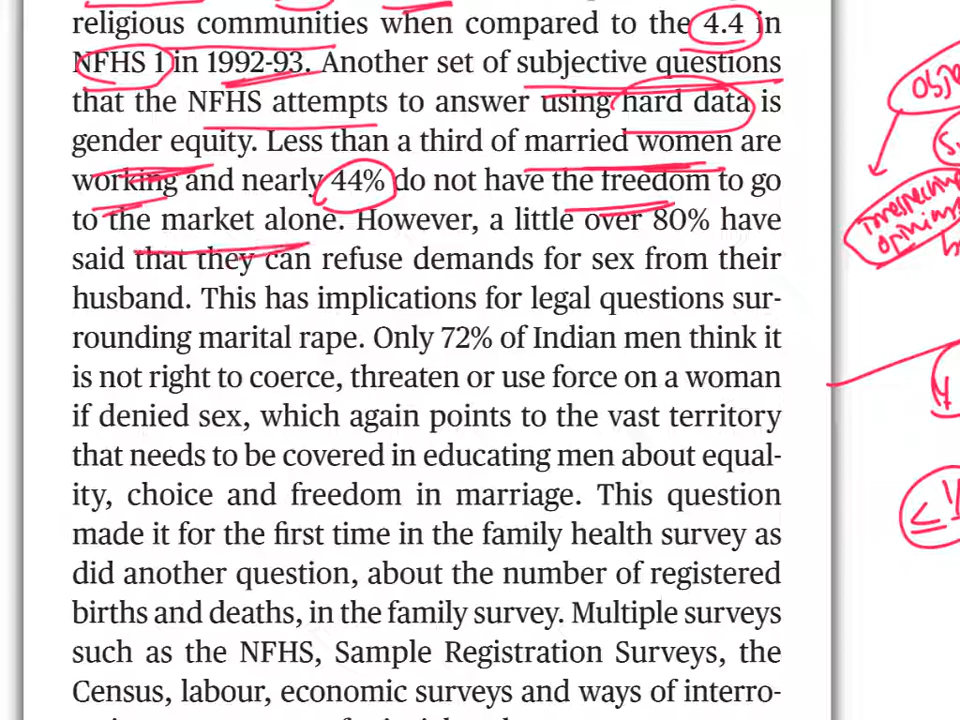 religious communities when compared to the 4.4 in
NFHS 1 in 1992-93. Another set of subjective questions
that the NFHS attempts to answer using hard data is
gender equity. Less than a third of married women are
working and nearly 44% do not have the freedom to go
to the market alone. However, a little over 80% have
said that they can refuse demands for sex from their
husband. This has implications for legal questions sur-
rounding marital rape. Only 72% of Indian men think it
is not right to coerce, threaten or use force on a woman
if denied sex, which again points to the vast territory
that needs to be covered in educating men about equal-
ity, choice and freedom in marriage. This question
made it for the first time in the family health survey as
did another question, about the number of registered
births and deaths, in the family survey. Multiple surveys
such as the NFHS, Sample Registration Surveys, the
Census, labour, economic surveys and ways of interro-